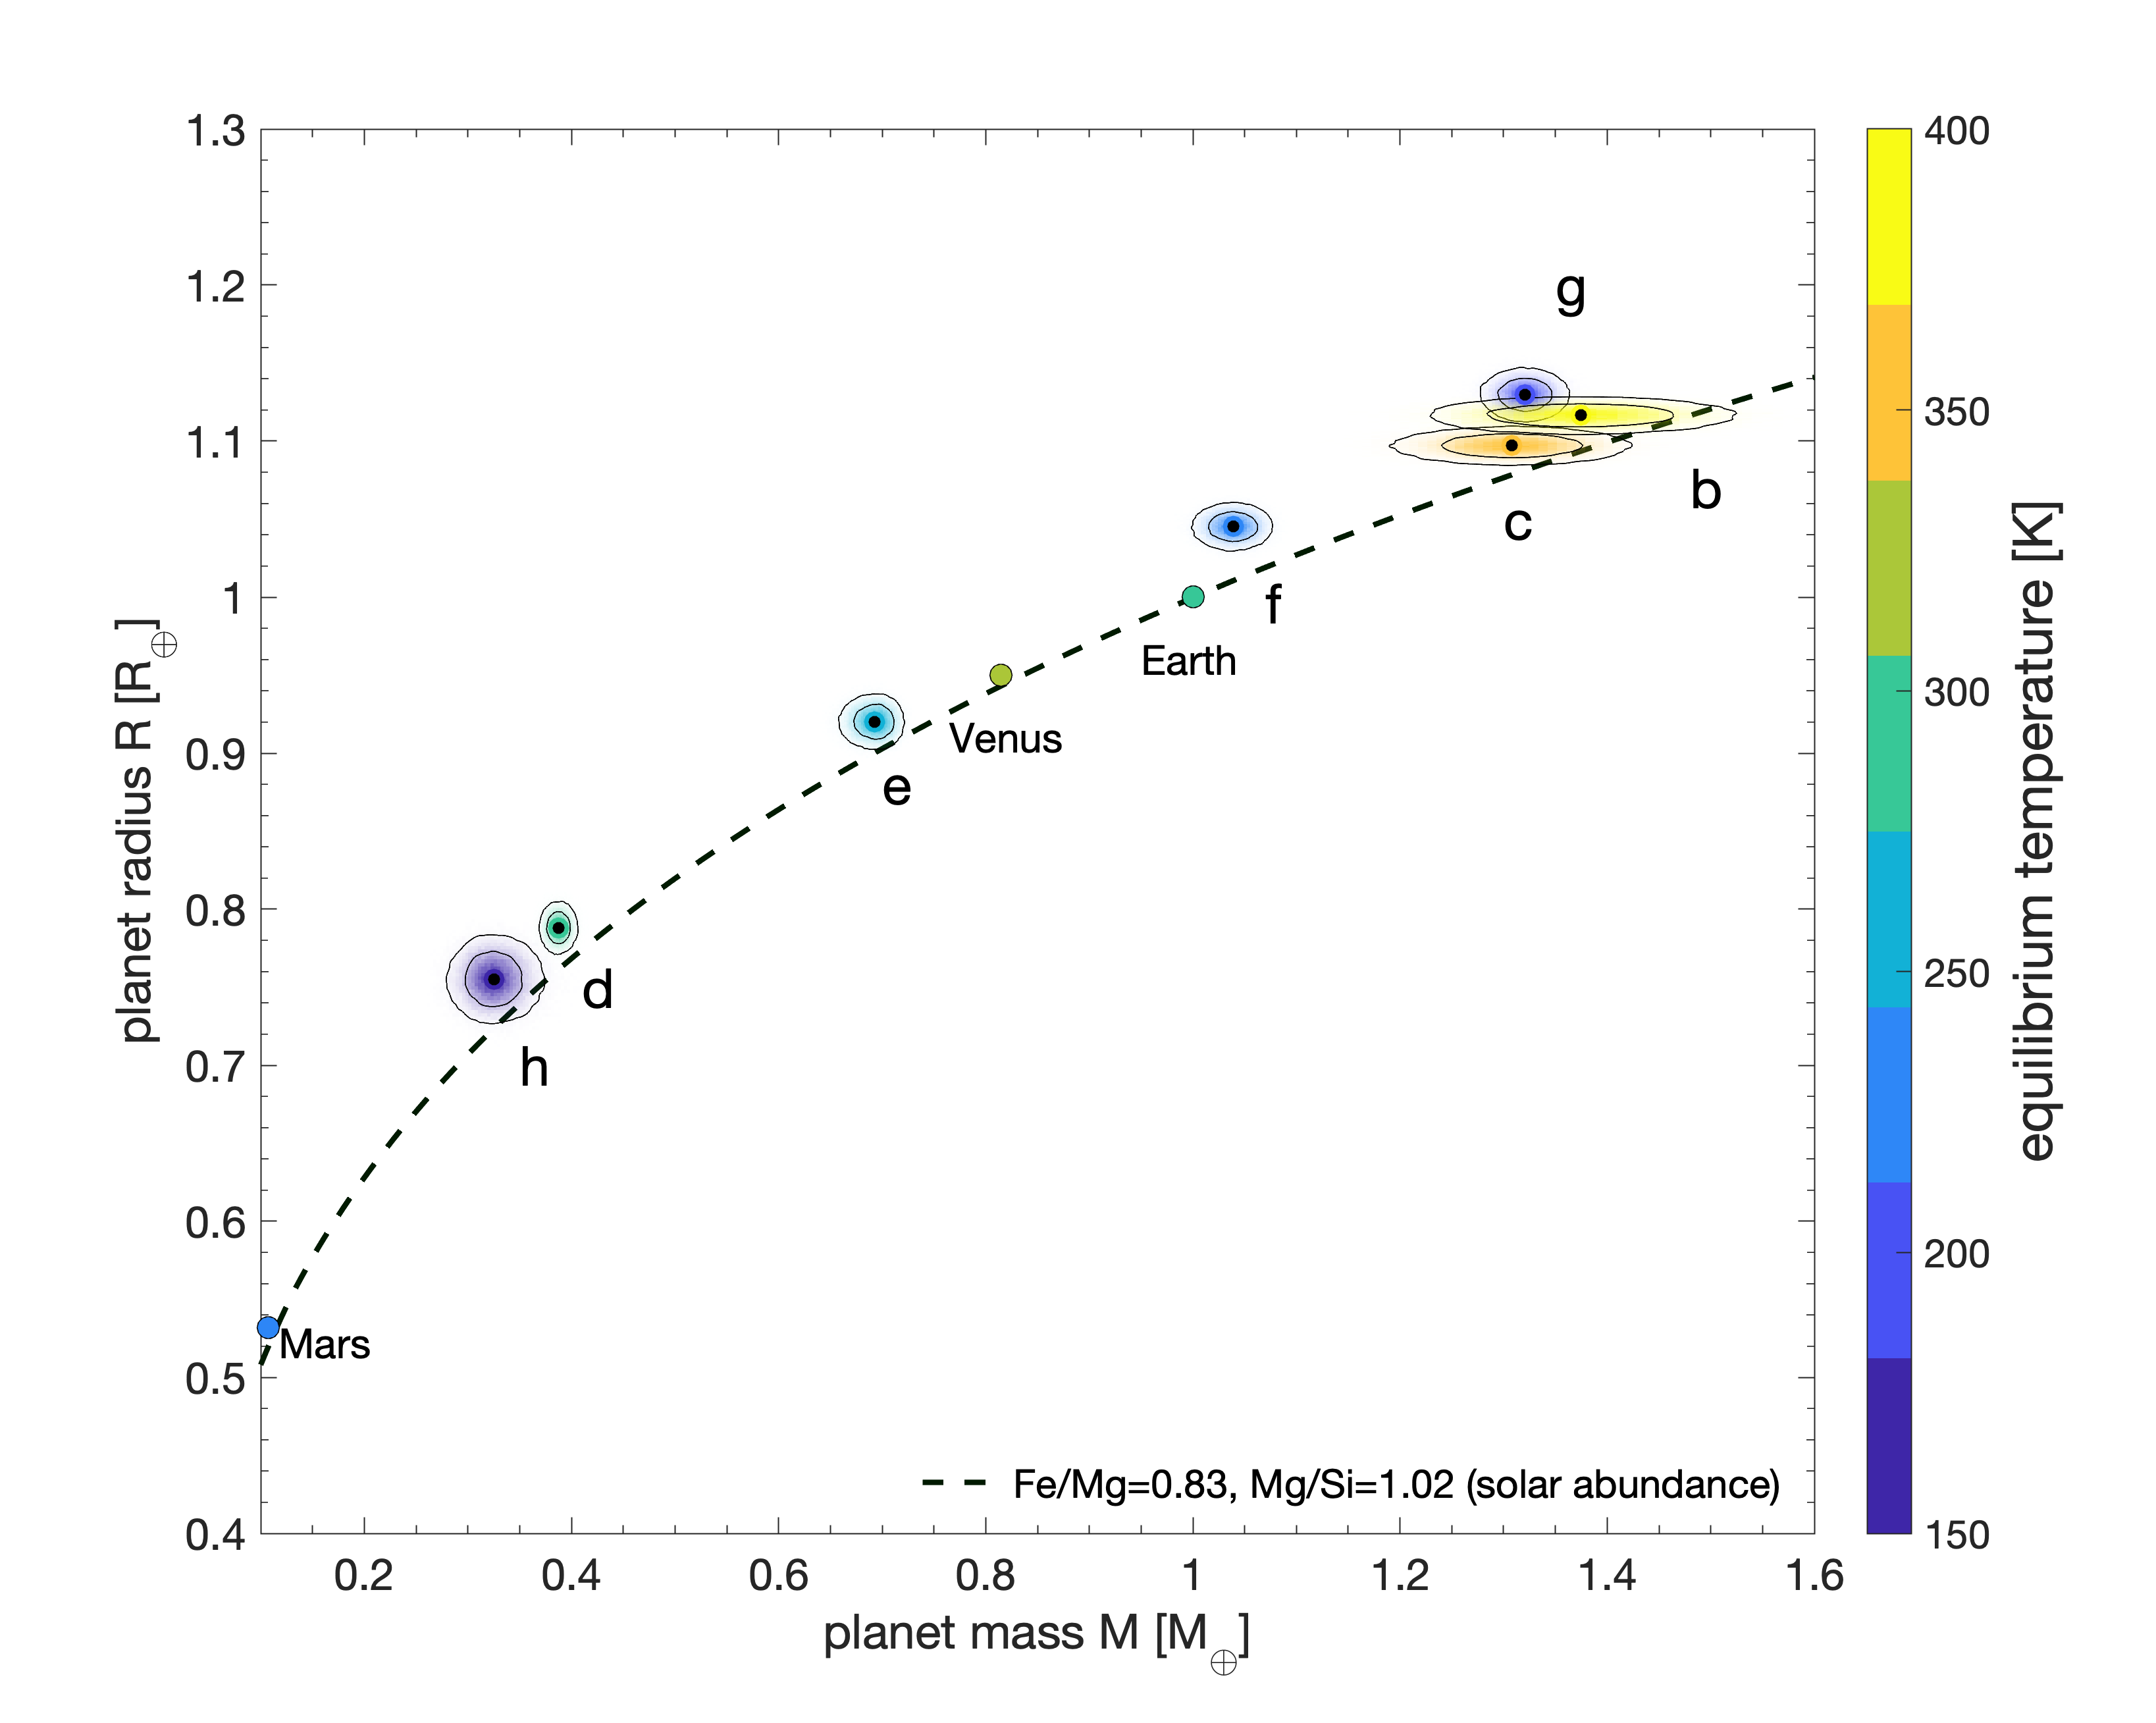 1.3
1.2
1.1
1
0.9
0.8
0.7
0.6
0.5
0.4
planet radius R [R⊕]
0.2
0.4
0.6
0.8
1
1.2
1.4
1.6
planet mass M [M⊕]
g
b
c
f
Earth
Venus
e
d
h
Mars
Fe/Mg=0.83, Mg/Si=1.02 (solar abundance)
400
350
300
250
200
150
equilibrium temperature [K]